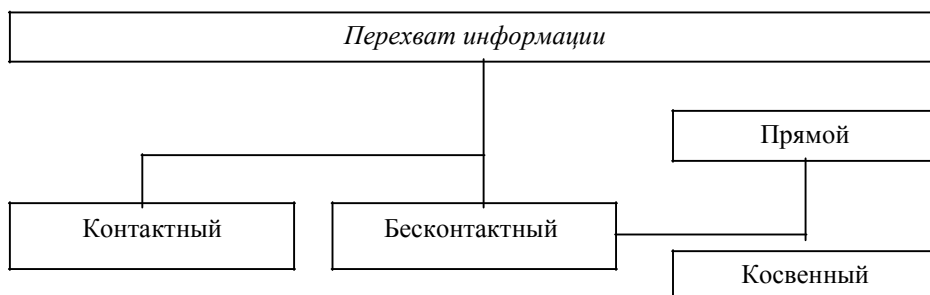 Перехват информации
Прямой
Контактный
Бесконтактный
Косвенный